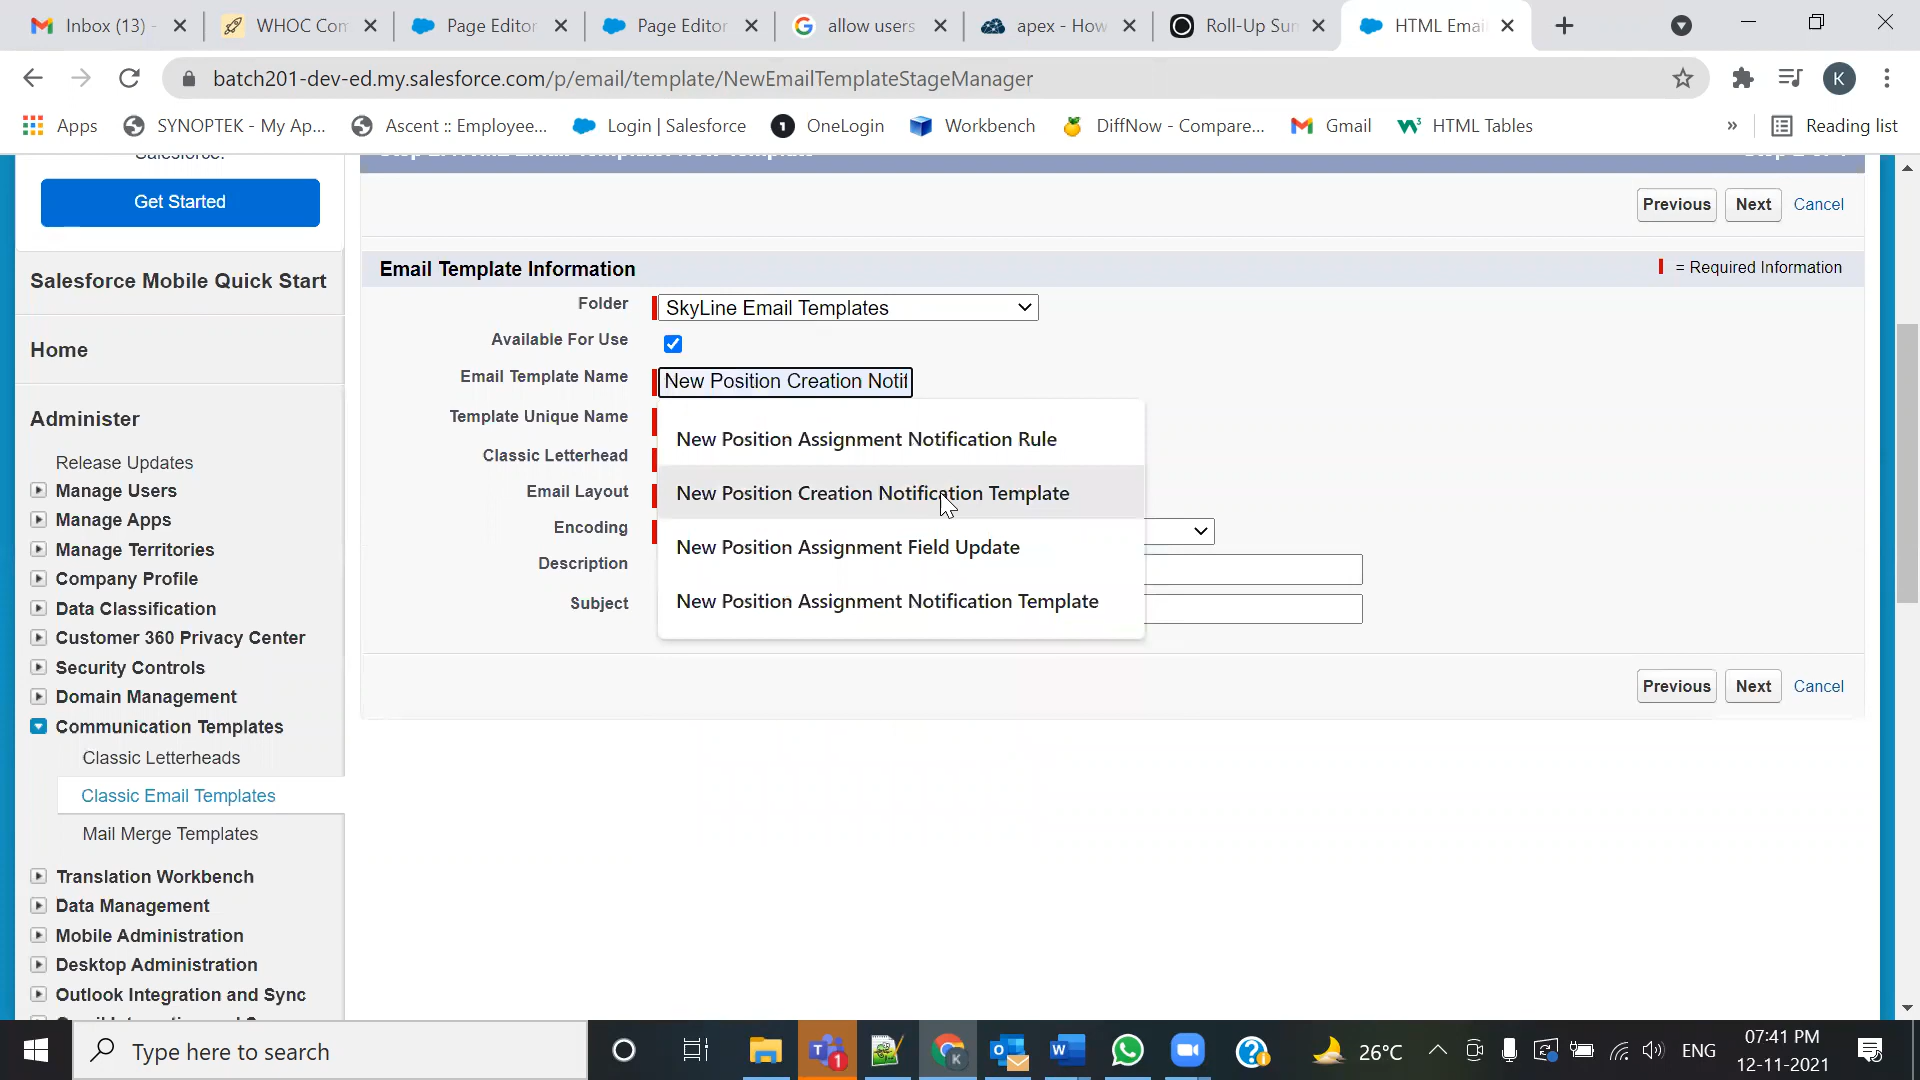 Inbox (13) -
WHOC Com
Page Editor
Page Editor
allow users
apex - How
Roll-Up Sun
HTML Emai
batch201-dev-ed.my.salesforce.com/p/email/template/NewEmailTemplateStageManager
K
Apps
SYNOPTEK - My Ap...
Ascent :: Employee...
Login | Salesforce
OneLogin
Workbench
DiffNow - Compare...
Gmail
HTML Tables
»
Reading list
Get Started
Salesforce Mobile Quick Start
Home
Administer
Release Updates
Manage Users
Manage Apps
Manage Territories
Company Profile
Data Classification
Customer 360 Privacy Center
Security Controls
Domain Management
Communication Templates
Classic Letterheads
Classic Email Templates
Mail Merge Templates
Translation Workbench
Data Management
Mobile Administration
Desktop Administration
Outlook Integration and Sync
Previous
Next
Cancel
Email Template Information
= Required Information
Folder
SkyLine Email Templates
Available For Use
Email Template Name
New Position Creation Notif
Template Unique Name
Classic Letterhead
Email Layout
Encoding
Description
Subject
New Position Assignment Notification Rule
New Position Creation Notification Template
New Position Assignment Field Update
New Position Assignment Notification Template
Previous
Next
Cancel
Type here to search
26°C
ENG
07:41 PM
12-11-2021